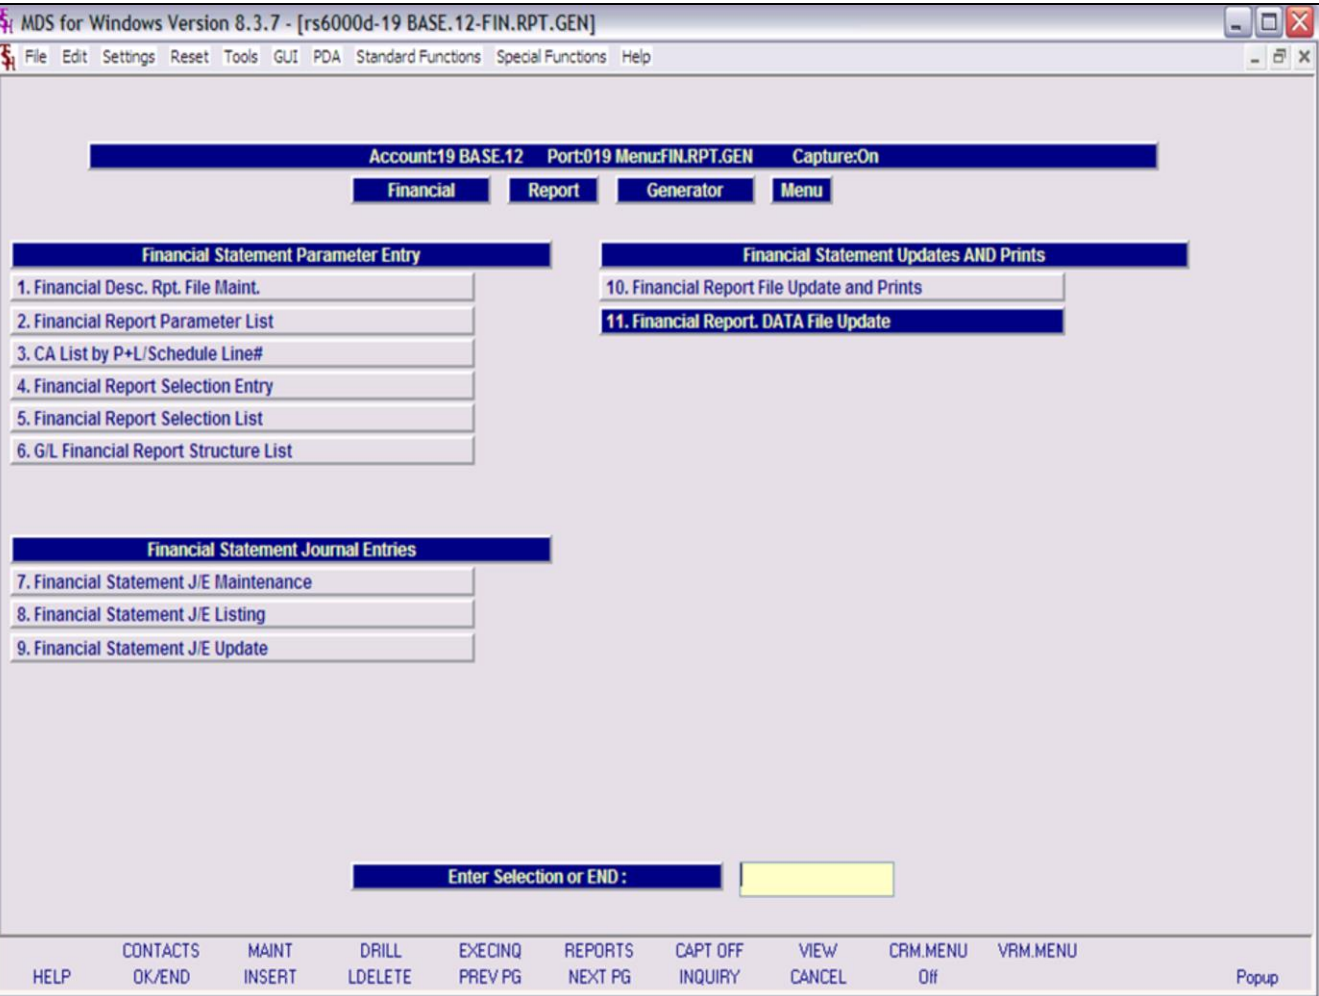 MDS for Windows Version 8.3.7 - [rs6000d-19 BASE.12-FIN.RPT.GEN]
File Edit Settings Reset Tools GUI PDA Standard Functions Special Functions Help
Account:19 BASE.12 Port:019 Menu:FIN.RPT.GEN Capture:On
Financial Report Generator Menu
Financial Statement Parameter Entry
1. Financial Desc. Rpt. File Maint.
2. Financial Report Parameter List
3. CA List by P+L/Schedule Line#
4. Financial Report Selection Entry
5. Financial Report Selection List
6. G/L Financial Report Structure List
Financial Statement Journal Entries
7. Financial Statement J/E Maintenance
8. Financial Statement J/E Listing
9. Financial Statement J/E Update
Financial Statement Updates AND Prints
10. Financial Report File Update and Prints
11. Financial Report. DATA File Update
Enter Selection or END :
CONTACTS MAINT DRILL EXECINQ REPORTS CAPT OFF VIEW CRM.MENU VRM.MENU
HELP OK/END INSERT LDELETE PREV PG NEXT PG INQUIRY CANCEL Off Popup